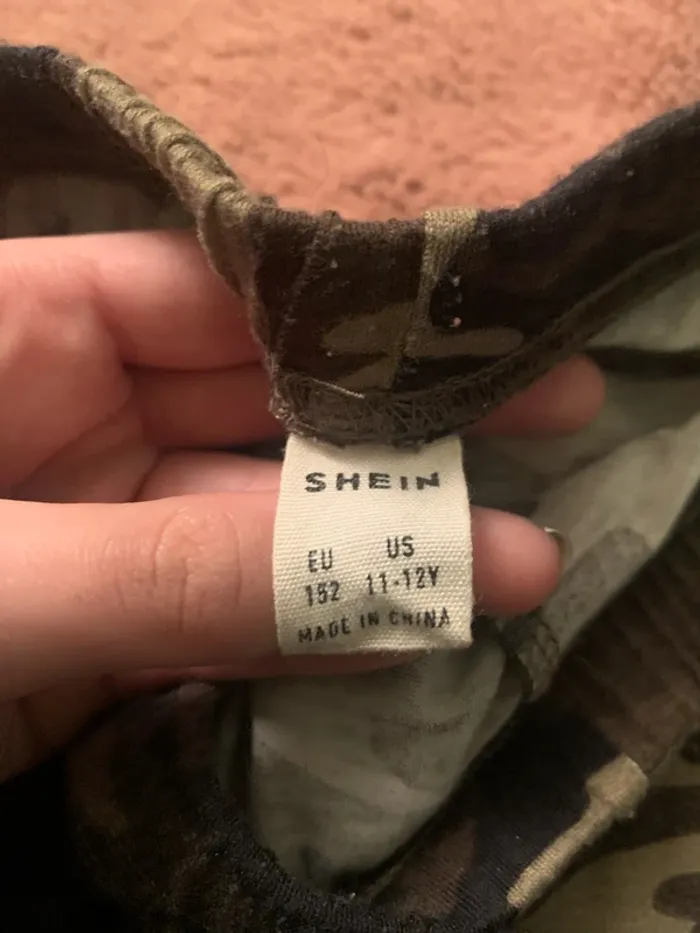 SHEIN
EU US
152 11-12Y
MADE IN CHINA